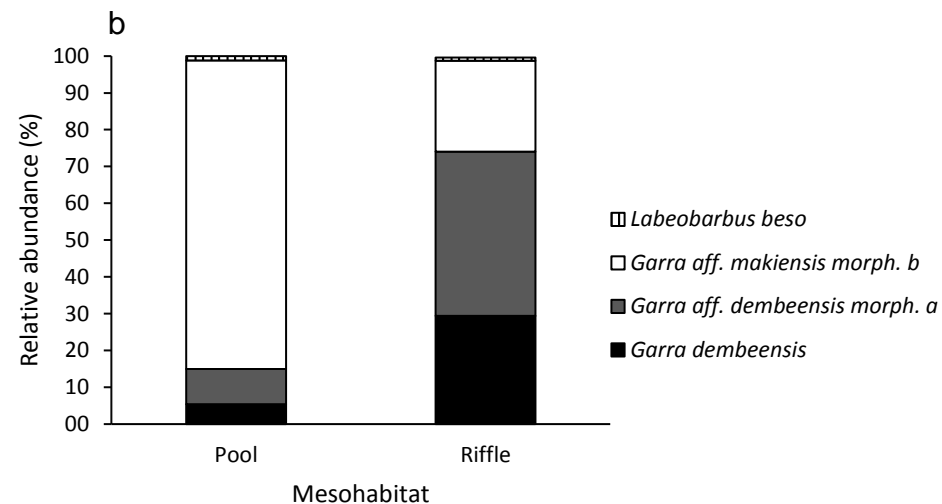 b
100
90
80
70
60
50
40
30
20
10
00
Relative abundance (%)
Pool
Riffle
Mesohabitat
Labeobarbus beso
Garra aff. makiensis morph. b
Garra aff. dembeensis morph. a
Garra dembeensis